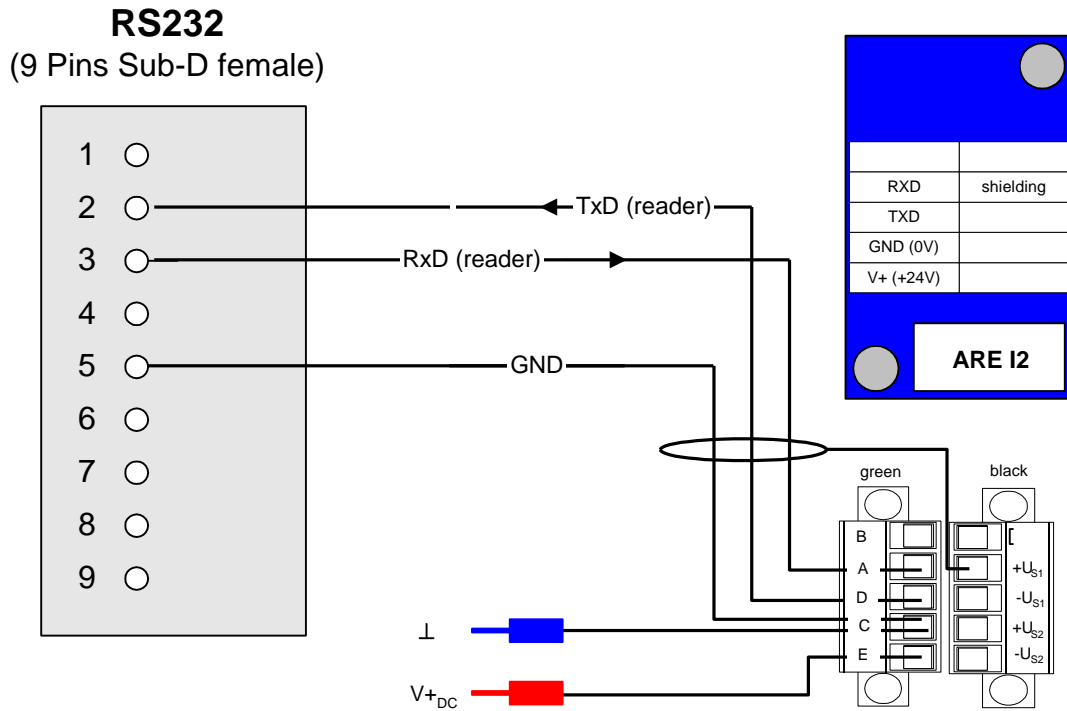 RS232
(9 Pins Sub-D female)
1
2
3
4
5
6
7
8
9
TxD (reader)
RxD (reader)
GND
RXD shielding
TXD
GND (0V)
V+ (+24V)
ARE I2
green black
B [
A +US1
D -US1
C +US2
E -US2
⊥
V+DC